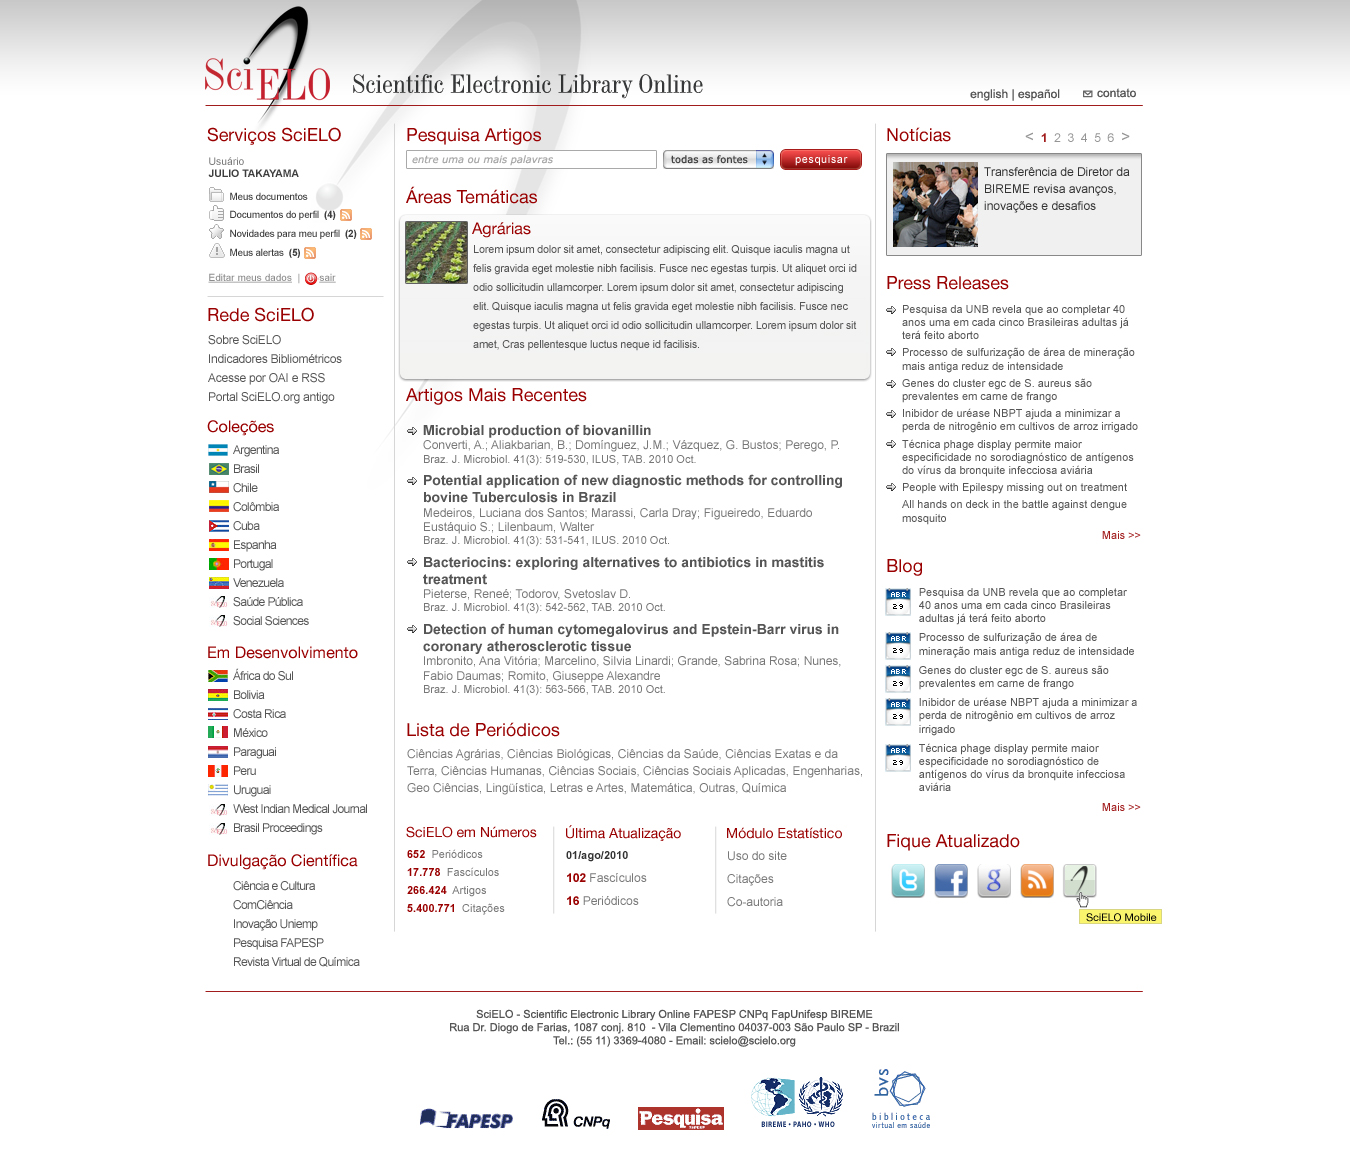 SciELO
Scientific Electronic Library Online
english | español
contato
Serviços SciELO
Usuário
JULIO TAKAYAMA
Meus documentos
Documentos do perfil (4)
Novidades para meu perfil (2)
Meus alertas (5)
Editar meus dados | sair
Rede SciELO
Sobre SciELO
Indicadores Bibliométricos
Acesse por OAI e RSS
Portal SciELO.org antigo
Coleções
Argentina
Brasil
Chile
Colômbia
Cuba
Espanha
Portugal
Venezuela
Saúde Pública
Social Sciences
Em Desenvolvimento
África do Sul
Bolivia
Costa Rica
México
Paraguai
Peru
Uruguai
West Indian Medical Journal
Brasil Proceedings
Divulgação Científica
Ciência e Cultura
ComCiência
Inovação Uniemp
Pesquisa FAPESP
Revista Virtual de Química
Pesquisa Artigos
entre uma ou mais palavras
todas as fontes
pesquisar
Áreas Temáticas
Agrárias
Lorem ipsum dolor sit amet, consectetur adipiscing elit. Quisque iaculis magna ut
felis gravida eget molestie nibh facilisis. Fusce nec egestas turpis. Ut aliquet orci id
odio sollicitudin ullamcorper. Lorem ipsum dolor sit amet, consectetur adipiscing
elit. Quisque iaculis magna ut felis gravida eget molestie nibh facilisis. Fusce nec
egestas turpis. Ut aliquet orci id odio sollicitudin ullamcorper. Lorem ipsum dolor sit
amet, Cras pellentesque luctus neque id facilisis.
Artigos Mais Recentes
Microbial production of biovanillin
Converti, A.; Aliakbarian, B.; Domínguez, J.M.; Vázquez, G. Bustos; Perego, P.
Braz. J. Microbiol. 41(3): 519-530, ILUS, TAB. 2010 Oct.
Potential application of new diagnostic methods for controlling
bovine Tuberculosis in Brazil
Medeiros, Luciana dos Santos; Marassi, Carla Dray; Figueiredo, Eduardo
Eustáquio S.; Lilenbaum, Walter
Braz. J. Microbiol. 41(3): 531-541, ILUS. 2010 Oct.
Bacteriocins: exploring alternatives to antibiotics in mastitis
treatment
Pieterse, Reneé; Todorov, Svetoslav D.
Braz. J. Microbiol. 41(3): 542-562, TAB. 2010 Oct.
Detection of human cytomegalovirus and Epstein-Barr virus in
coronary atherosclerotic tissue
Imbronito, Ana Vitória; Marcelino, Silvia Linardi; Grande, Sabrina Rosa; Nunes,
Fabio Daumas; Romito, Giuseppe Alexandre
Braz. J. Microbiol. 41(3): 563-566, TAB. 2010 Oct.
Lista de Periódicos
Ciências Agrárias, Ciências Biológicas, Ciências da Saúde, Ciências Exatas e da
Terra, Ciências Humanas, Ciências Sociais, Ciências Sociais Aplicadas, Engenharias,
Geo Ciências, Lingüística, Letras e Artes, Matemática, Outras, Química
SciELO em Números
652 Periódicos
17.778 Fascículos
266.424 Artigos
5.400.771 Citações
Última Atualização
01/ago/2010
102 Fascículos
16 Periódicos
Módulo Estatístico
Uso do site
Citações
Co-autoria
Notícias
< 1 2 3 4 5 6 >
Transferência de Diretor da
BIREME revisa avanços,
inovações e desafios
Press Releases
Pesquisa da UNB revela que ao completar 40
anos uma em cada cinco Brasileiras adultas já
terá feito aborto
Processo de sulfurização de área de mineração
mais antiga reduz de intensidade
Genes do cluster egc de S. aureus são
prevalentes em carne de frango
Inibidor de uréase NBPT ajuda a minimizar a
perda de nitrogênio em cultivos de arroz irrigado
Técnica phage display permite maior
especificidade no sorodiagnóstico de antígenos
do vírus da bronquite infecciosa aviária
People with Epilespy missing out on treatment
All hands on deck in the battle against dengue
mosquito
Mais >>
Blog
ABR
29
Pesquisa da UNB revela que ao completar
40 anos uma em cada cinco Brasileiras
adultas já terá feito aborto
ABR
29
Processo de sulfurização de área de
mineração mais antiga reduz de intensidade
ABR
29
Genes do cluster egc de S. aureus são
prevalentes em carne de frango
ABR
29
Inibidor de uréase NBPT ajuda a minimizar a
perda de nitrogênio em cultivos de arroz
irrigado
ABR
29
Técnica phage display permite maior
especificidade no sorodiagnóstico de
antígenos do vírus da bronquite infecciosa
aviária
Mais >>
Fique Atualizado
SciELO Mobile
SciELO - Scientific Electronic Library Online FAPESP CNPq FapUnifesp BIREME
Rua Dr. Diogo de Farias, 1087 conj. 810 - Vila Clementino 04037-003 São Paulo SP - Brazil
Tel.: (55 11) 3369-4080 - Email: scielo@scielo.org
FAPESP
CNPq
Pesquisa
FAPESP
BIREME • PAHO • WHO
bvs
biblioteca
virtual em saúde